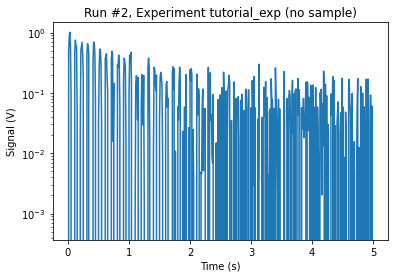 Run #2, Experiment tutorial_exp (no sample)
Signal (V)
10⁰
10⁻¹
10⁻²
10⁻³
0 1 2 3 4 5
Time (s)